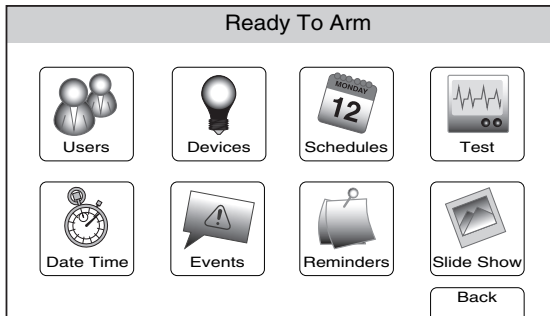 Ready To Arm
MONDAY
12
Users
Devices
Schedules
Test
Date Time
Events
Reminders
Slide Show
Back